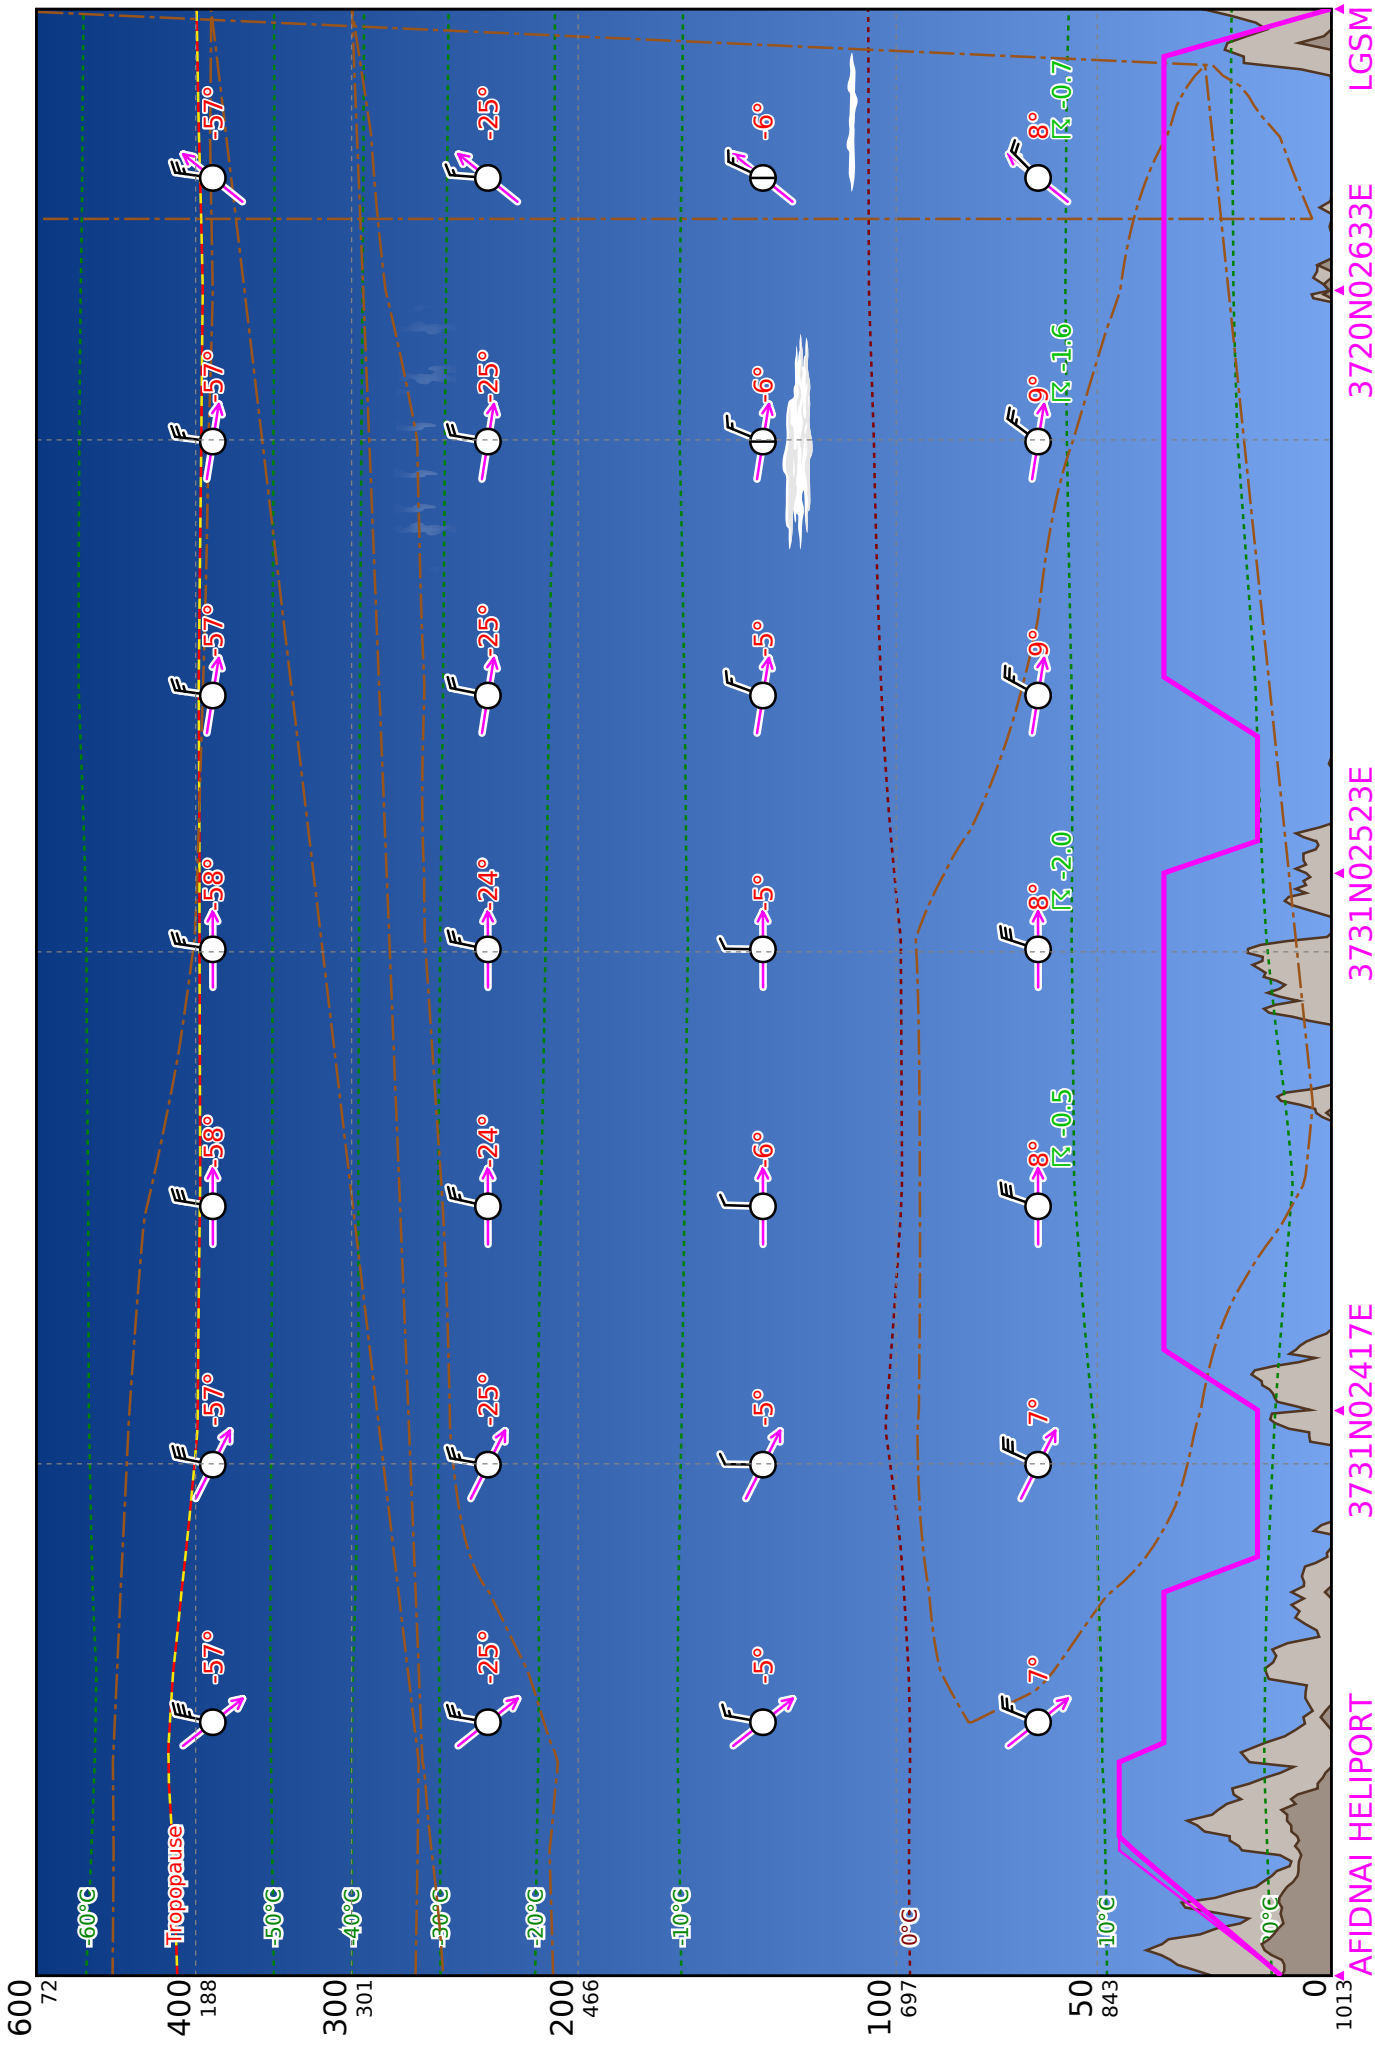 600
72
400
188
300
301
200
466
100
697
50
843
0
1013
-60°C
Tropopause
-50°C
-40°C
-30°C
-20°C
-10°C
0°C
10°C
20°C
-57° -57° -58° -58° -57° -57° -57°
-25° -25° -24° -24° -25° -25° -25°
-5° -5° -6° -5° -5° -6° -6°
7° 7° 8° 8° 9° 9° 8°
-0.5 -2.0 -1.6 -0.7
AFIDNAI HELIPORT 3731N02417E 3731N02523E 3720N02633E LGSM